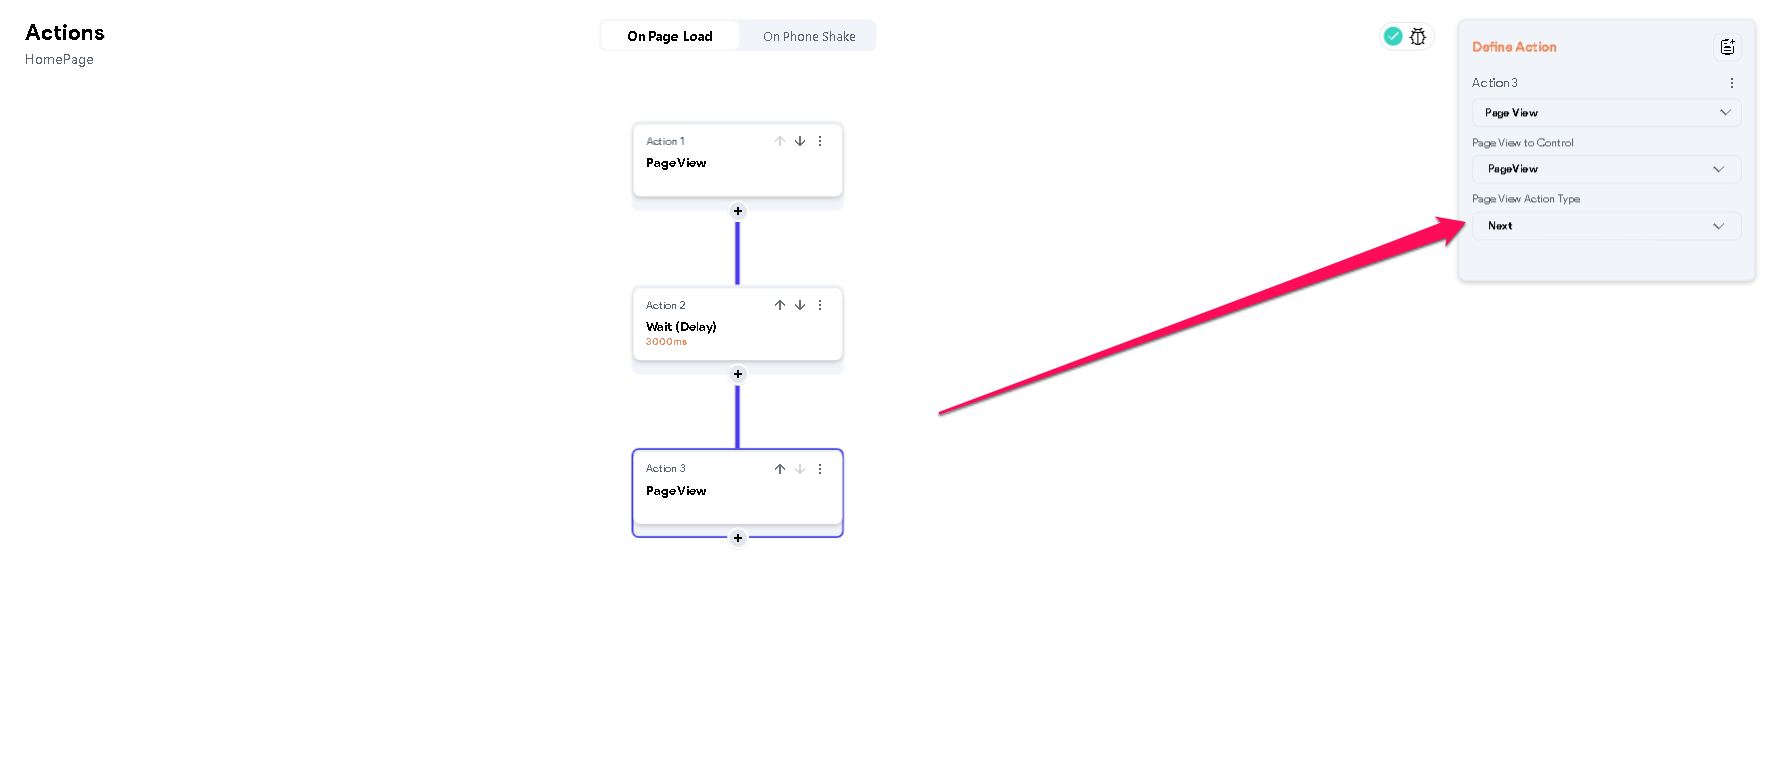 Actions
HomePage
On Page Load
On Phone Shake
Action 1
PageView
Action 2
Wait (Delay)
3000ms
Action 3
PageView
Define Action
Action 3
Page View
Page View to Control
PageView
Page View Action Type
Next